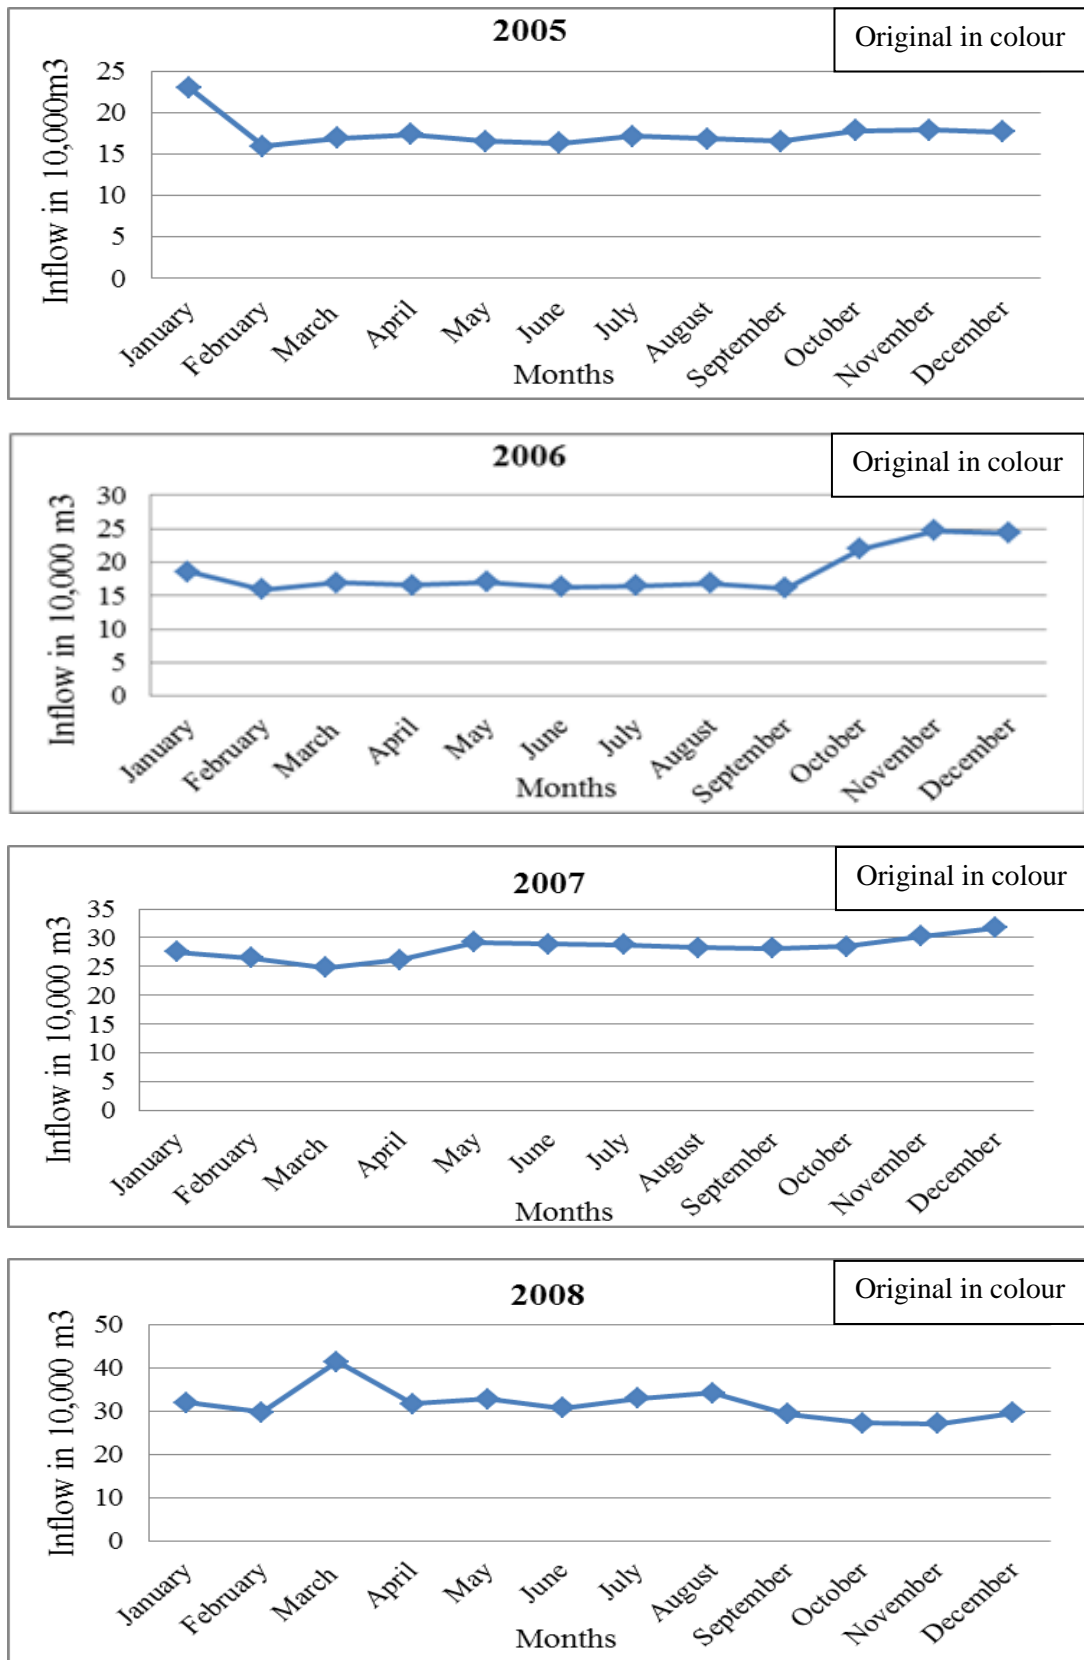 2005
Original in colour
Inflow in 10,000m3
25
20
15
10
5
0
January
February
March
April
May
June
July
August
September
October
November
December
Months
2006
Original in colour
Inflow in 10,000 m3
30
25
20
15
10
5
0
January
February
March
April
May
June
July
August
September
October
November
December
Months
2007
Original in colour
Inflow in 10,000 m3
35
30
25
20
15
10
5
0
January
February
March
April
May
June
July
August
September
October
November
December
Months
2008
Original in colour
Inflow in 10,000 m3
50
40
30
20
10
0
January
February
March
April
May
June
July
August
September
October
November
December
Months